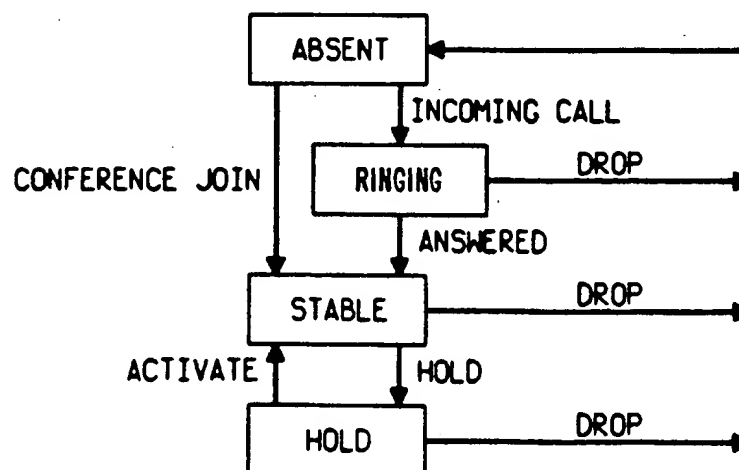 ABSENT
INCOMING CALL
CONFERENCE JOIN
RINGING
DROP
ANSWERED
STABLE
DROP
ACTIVATE
HOLD
HOLD
DROP